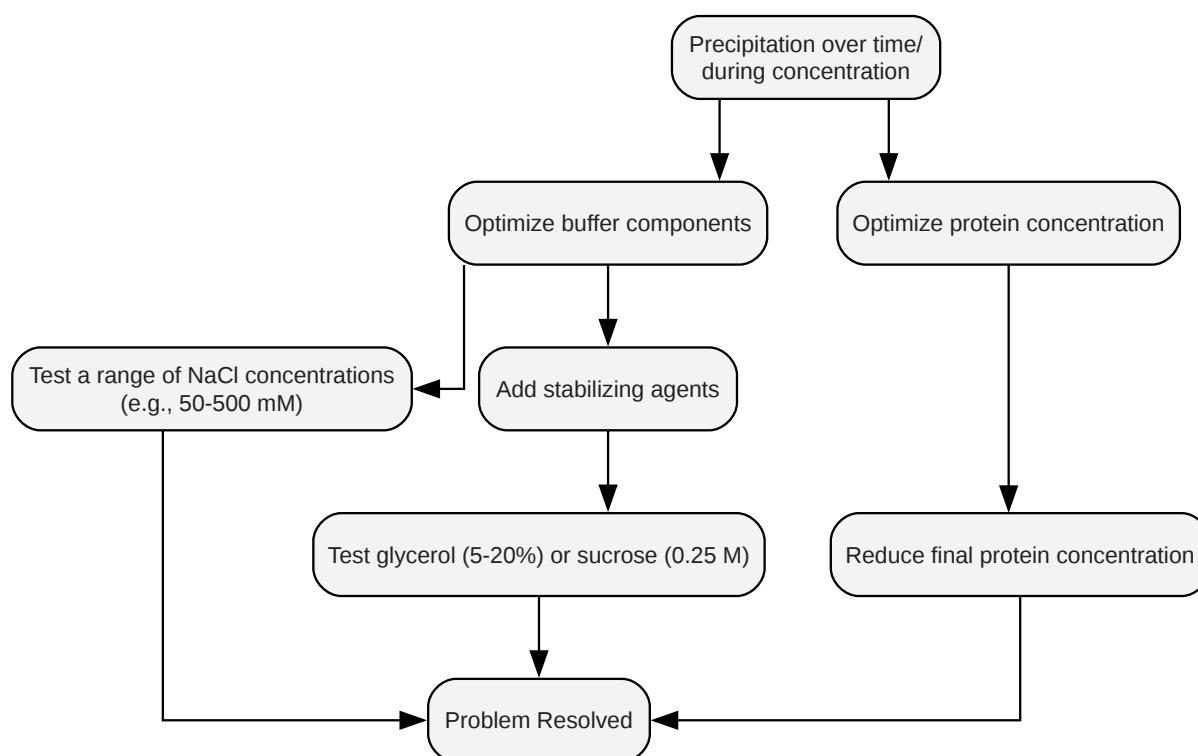 Precipitation over time/
during concentration
Optimize buffer components
Optimize protein concentration
Test a range of NaCl concentrations
(e.g., 50-500 mM)
Add stabilizing agents
Test glycerol (5-20%) or sucrose (0.25 M)
Reduce final protein concentration
Problem Resolved